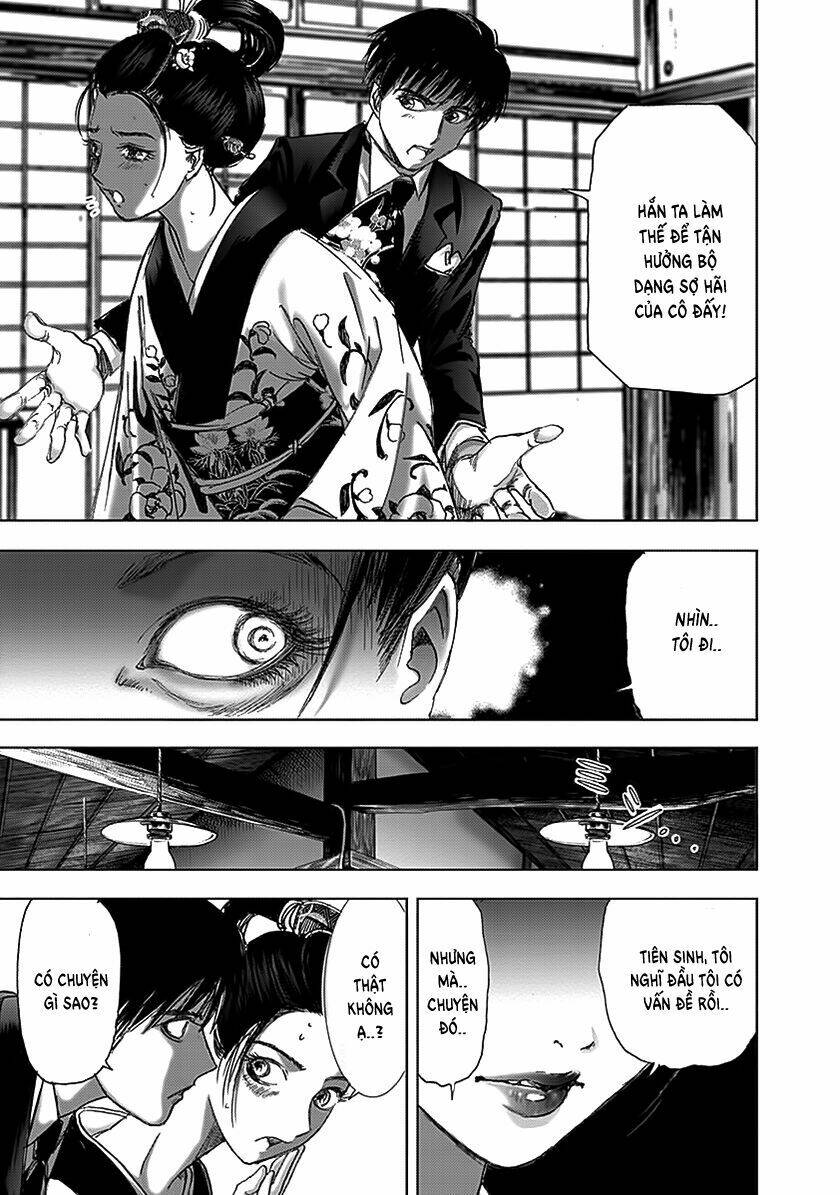 HẮN TA LÀM
THẾ ĐỂ TẬN
HƯỞNG BỘ
DẠNG SỢ HÃI
CỦA CÔ ĐẤY!
NHÌN..
TÔI ĐI..
TIÊN SINH, TÔI
NGHĨ ĐẦU TÔI CÓ
VẤN ĐỀ RỒI..
NHƯNG
MÀ..
CHUYỆN
ĐÓ..
CÓ
THẬT
KHÔNG
Ạ..?
CÓ CHUYỆN
GÌ SAO?